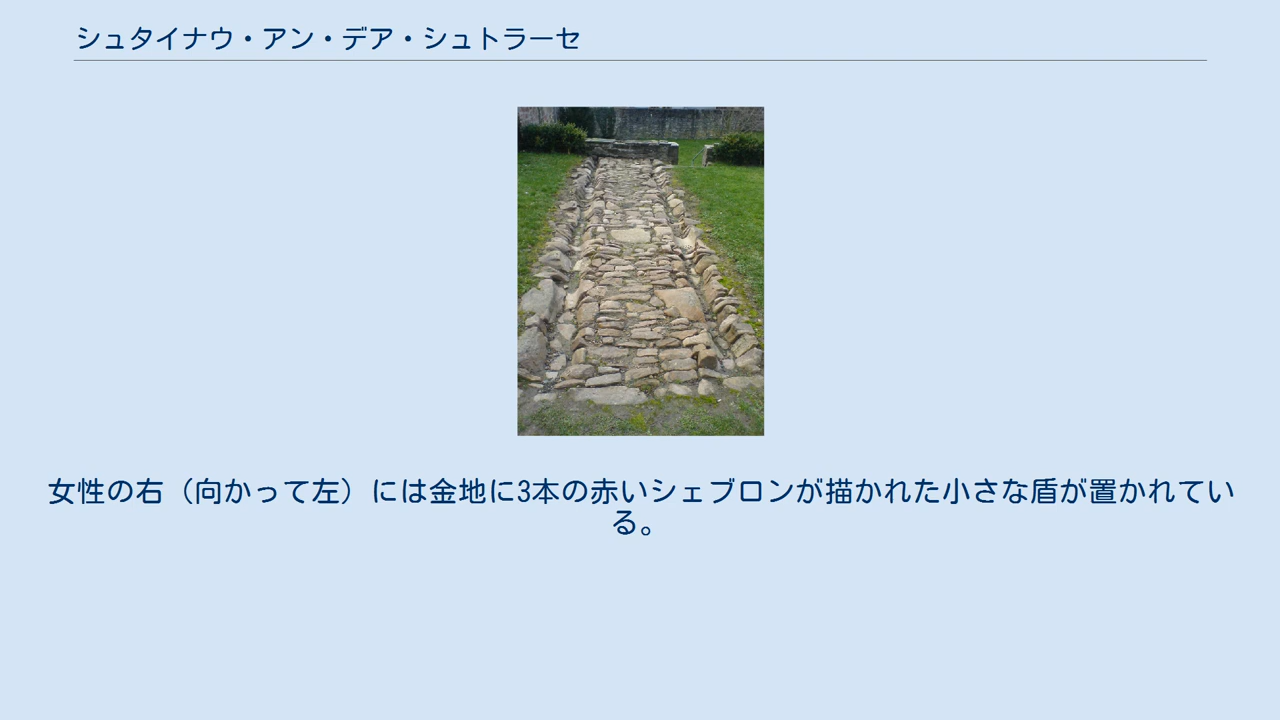 シュタイナウ・アン・デア・シュトラーセ
女性の右（向かって左）には金地に3本の赤いシェブロンが描かれた小さな盾が置かれてい
る。